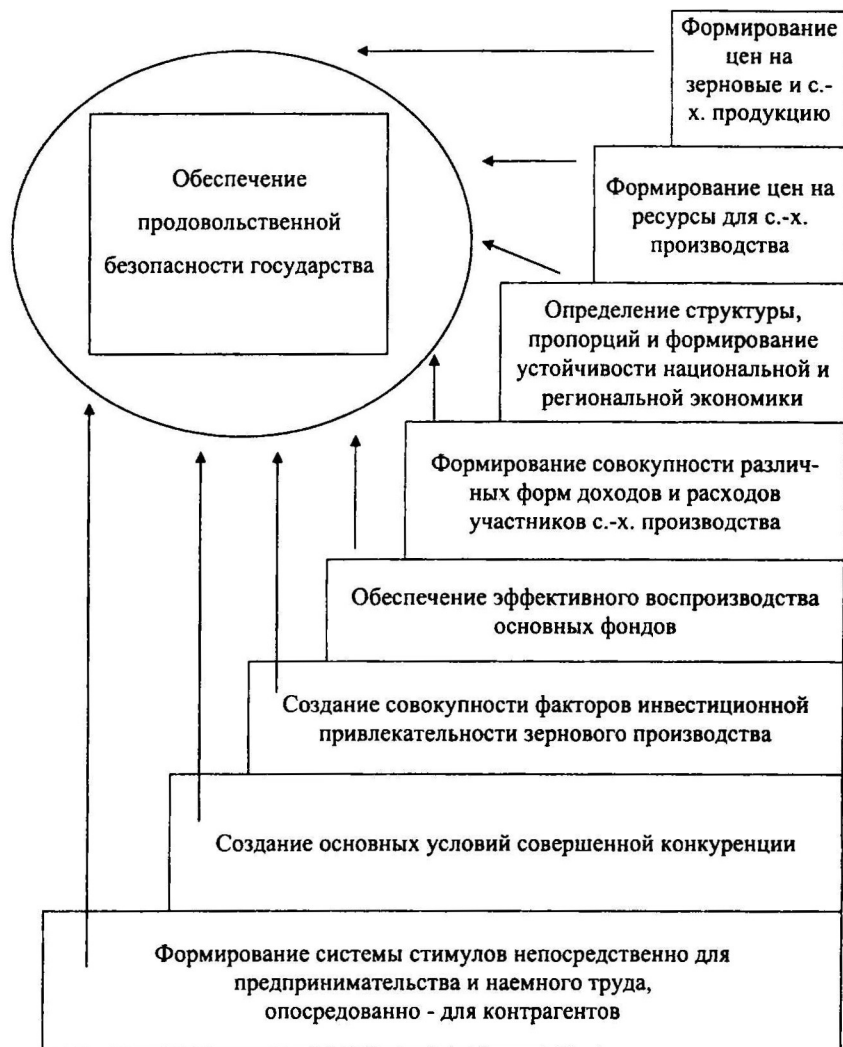 Формирование
цен на
зерновые и с.-
х. продукцию
Обеспечение
продовольственной
безопасности государства
Формирование цен на
ресурсы для с.-х.
производства
Определение структуры,
пропорций и формирование
устойчивости национальной и
региональной экономики
Формирование совокупности различ-
ных форм доходов и расходов
участников с.-х. производства
Обеспечение эффективного воспроизводства
основных фондов
Создание совокупности факторов инвестиционной
привлекательности зернового производства
Создание основных условий совершенной конкуренции
Формирование системы стимулов непосредственно для
предпринимательства и наемного труда,
опосредованно - для контрагентов